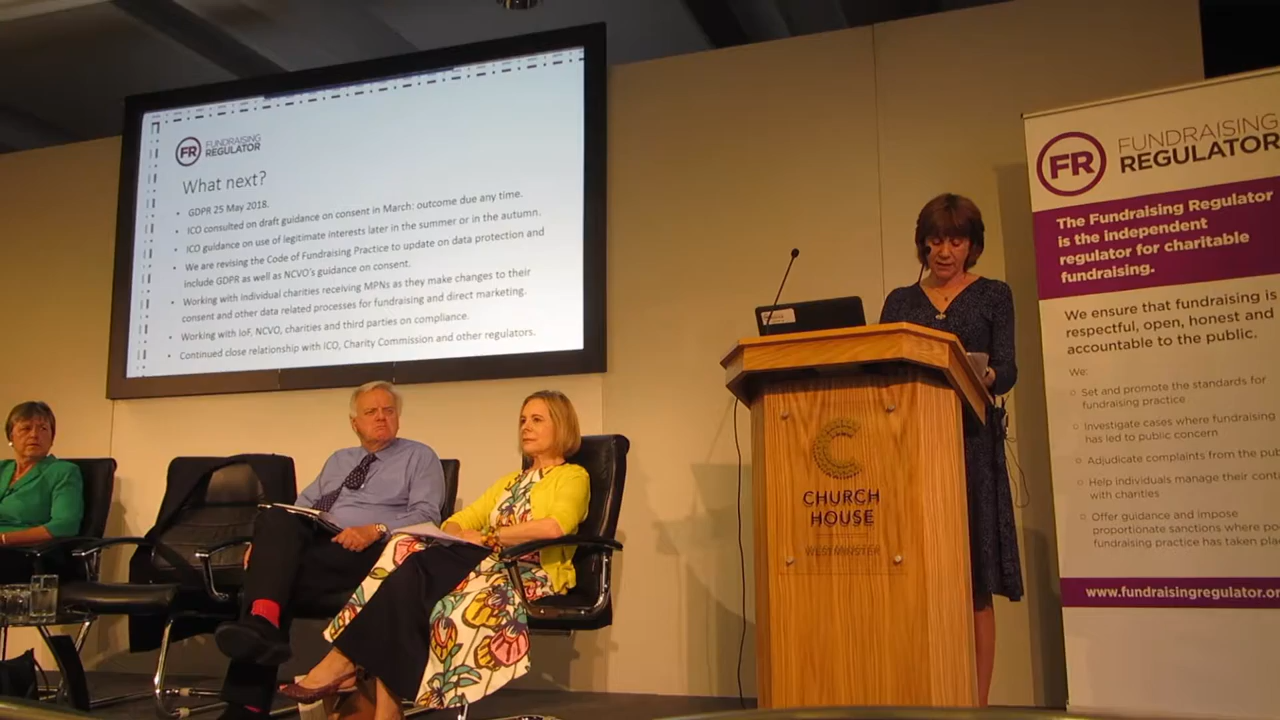 FR FUNDRAISING
REGULATOR
What next?
• GDPR 25 May 2018.
• ICO consulted on draft guidance on consent in March: outcome due any time.
• ICO guidance on use of legitimate interests later in the summer or in the autumn.
• We are revising the Code of Fundraising Practice to update on data protection and
include GDPR as well as NCVO's guidance on consent.
• Working with individual charities receiving MPNs as they make changes to their
consent and other data related processes for fundraising and direct marketing.
• Working with IoF, NCVO, charities and third parties on compliance.
• Continued close relationship with ICO, Charity Commission and other regulators.
CHURCH
HOUSE
WESTMINSTER
FR FUNDRAISING
REGULATOR
The Fundraising Regulator
is the independent
regulator for charitable
fundraising.
We ensure that fundraising is
respectful, open, honest and
accountable to the public.
We:
Set and promote the standards for
fundraising practice
Investigate cases where fundraising
has led to public concern
Adjudicate complaints from the pub
Help individuals manage their cont
with charities
Offer guidance and impose
proportionate sanctions where po
fundraising practice has taken plac
www.fundraisingregulator.or